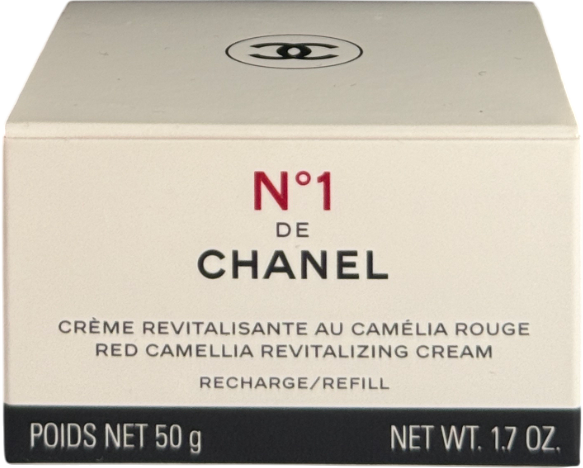 N°1
DE
CHANEL
CRÈME REVITALISANTE AU CAMÉLIA ROUGE
RED CAMELLIA REVITALIZING CREAM
RECHARGE/REFILL
POIDS NET 50 g NET WT. 1.7 OZ.